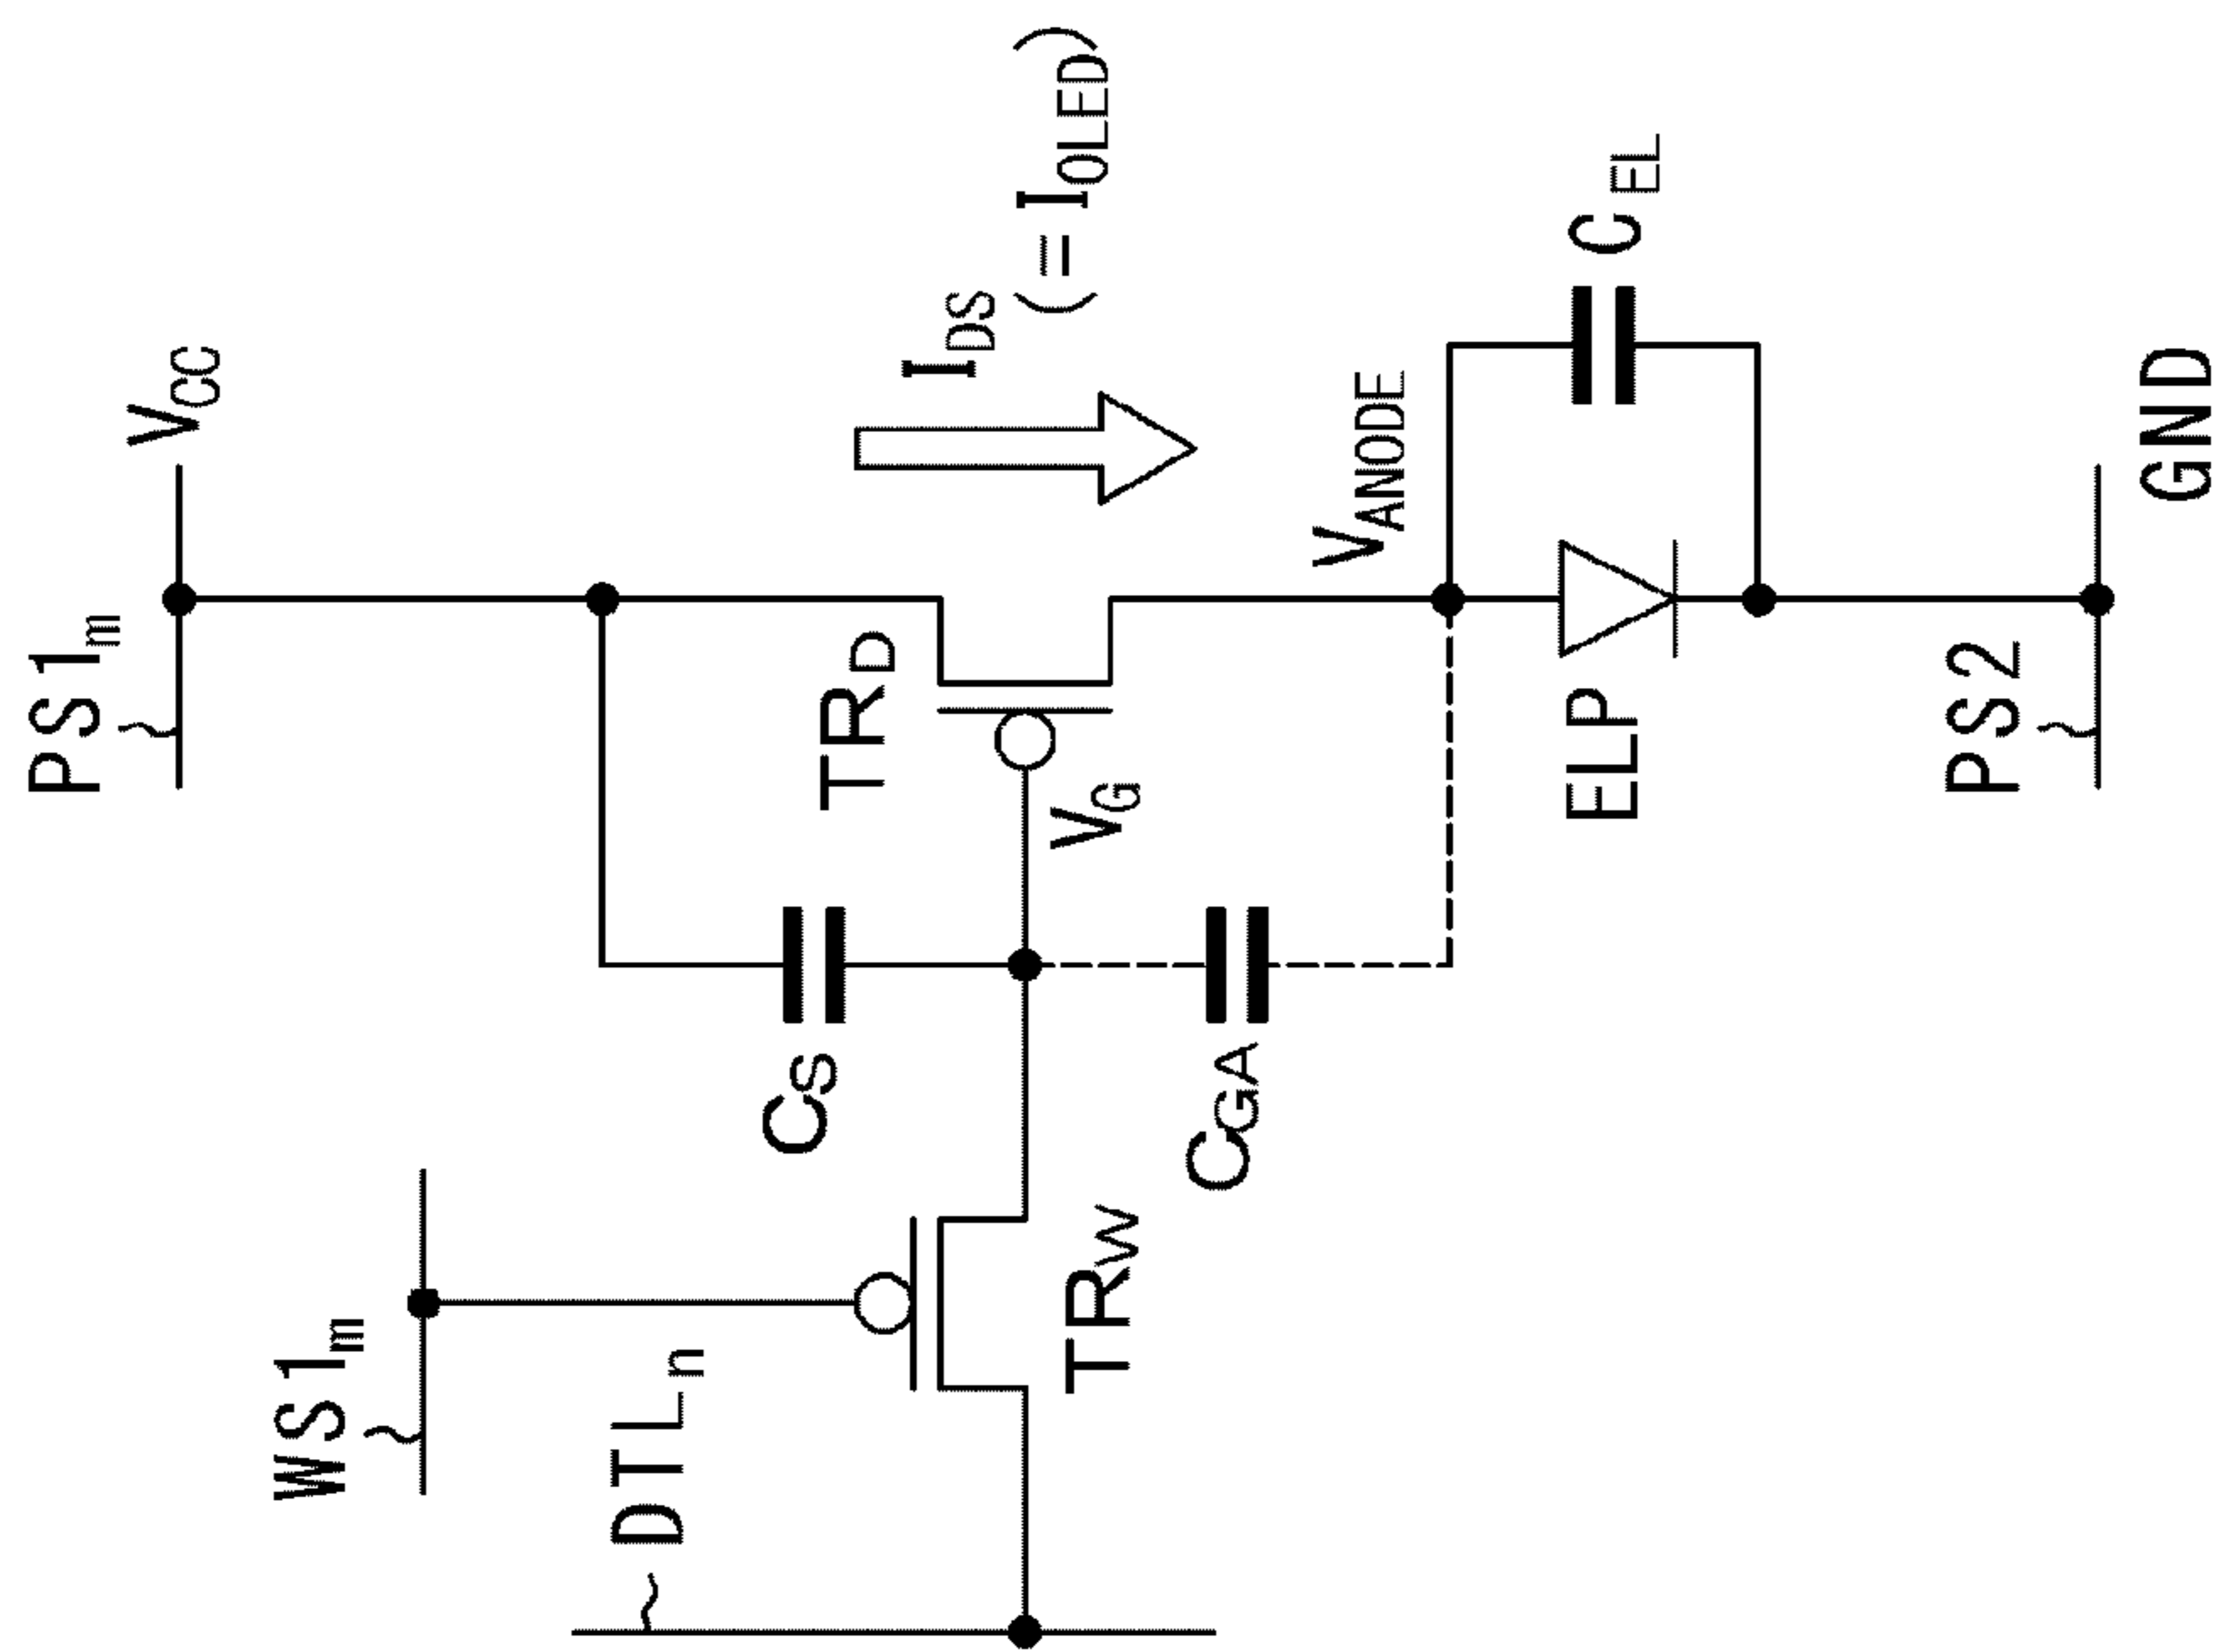 PS1m
VCC
IDS
(=IOLED)
TRD
VG
CS
WS1m
DTLn
TRW
CGA
VANODE
CEL
ELP
PS2
GND